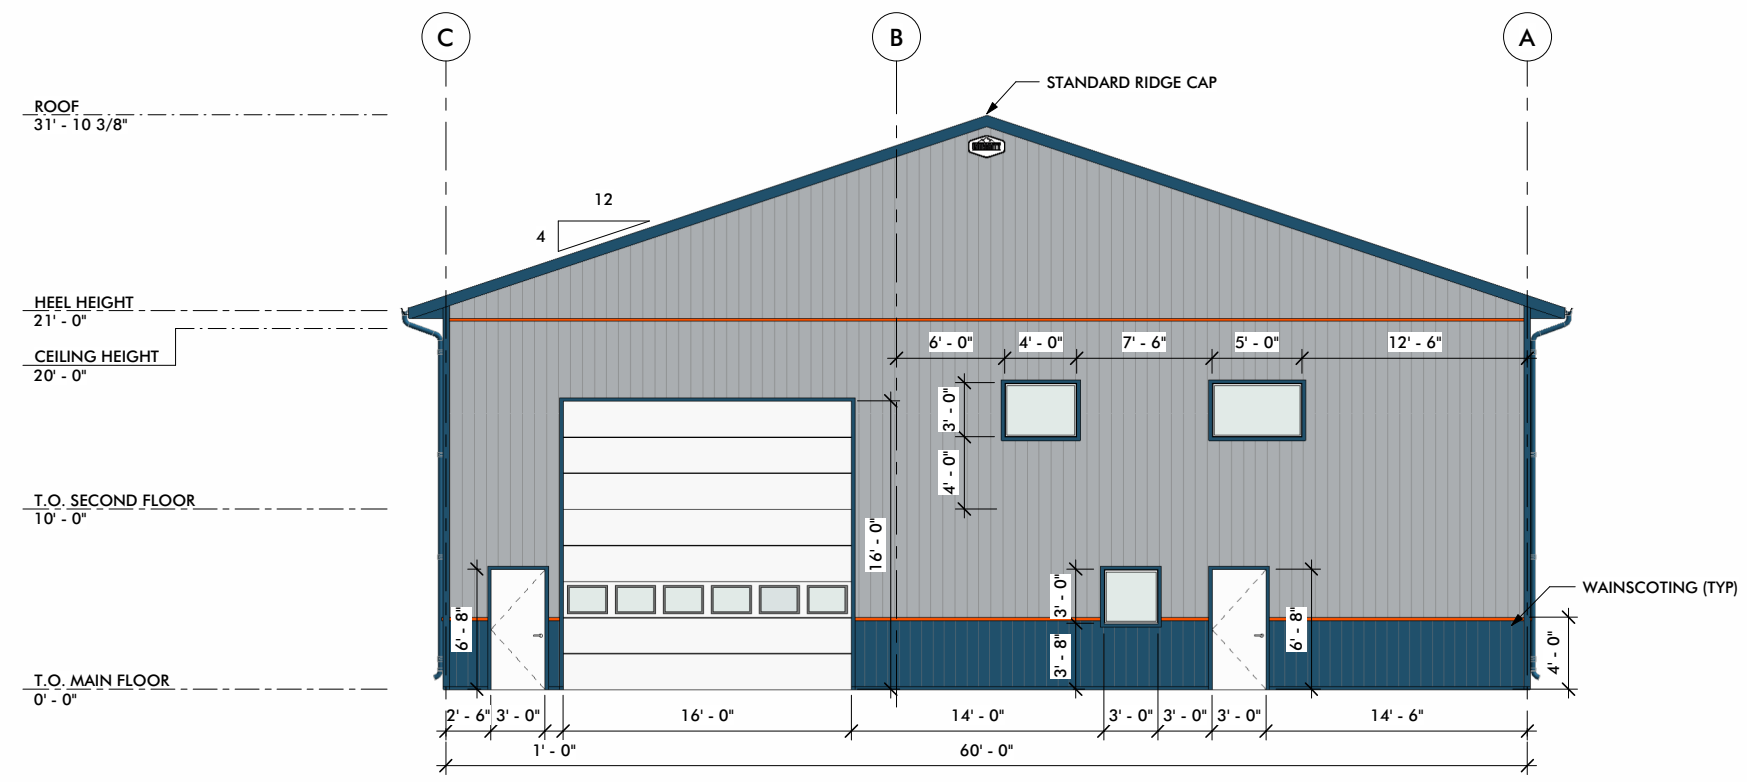 C
B
A
STANDARD RIDGE CAP
ROOF
31' - 10 3/8"
12
4
HEEL HEIGHT
21' - 0"
CEILING HEIGHT
20' - 0"
6' - 0"
4' - 0"
7' - 6"
5' - 0"
12' - 6"
3' - 0"
4' - 0"
T.O. SECOND FLOOR
10' - 0"
16' - 0"
WAINSCOTING (TYP)
6' - 8"
3' - 0"
3' - 8"
6' - 8"
4' - 0"
T.O. MAIN FLOOR
0' - 0"
2' - 6"
3' - 0"
16' - 0"
14' - 0"
3' - 0"
3' - 0"
3' - 0"
14' - 6"
1' - 0"
60' - 0"